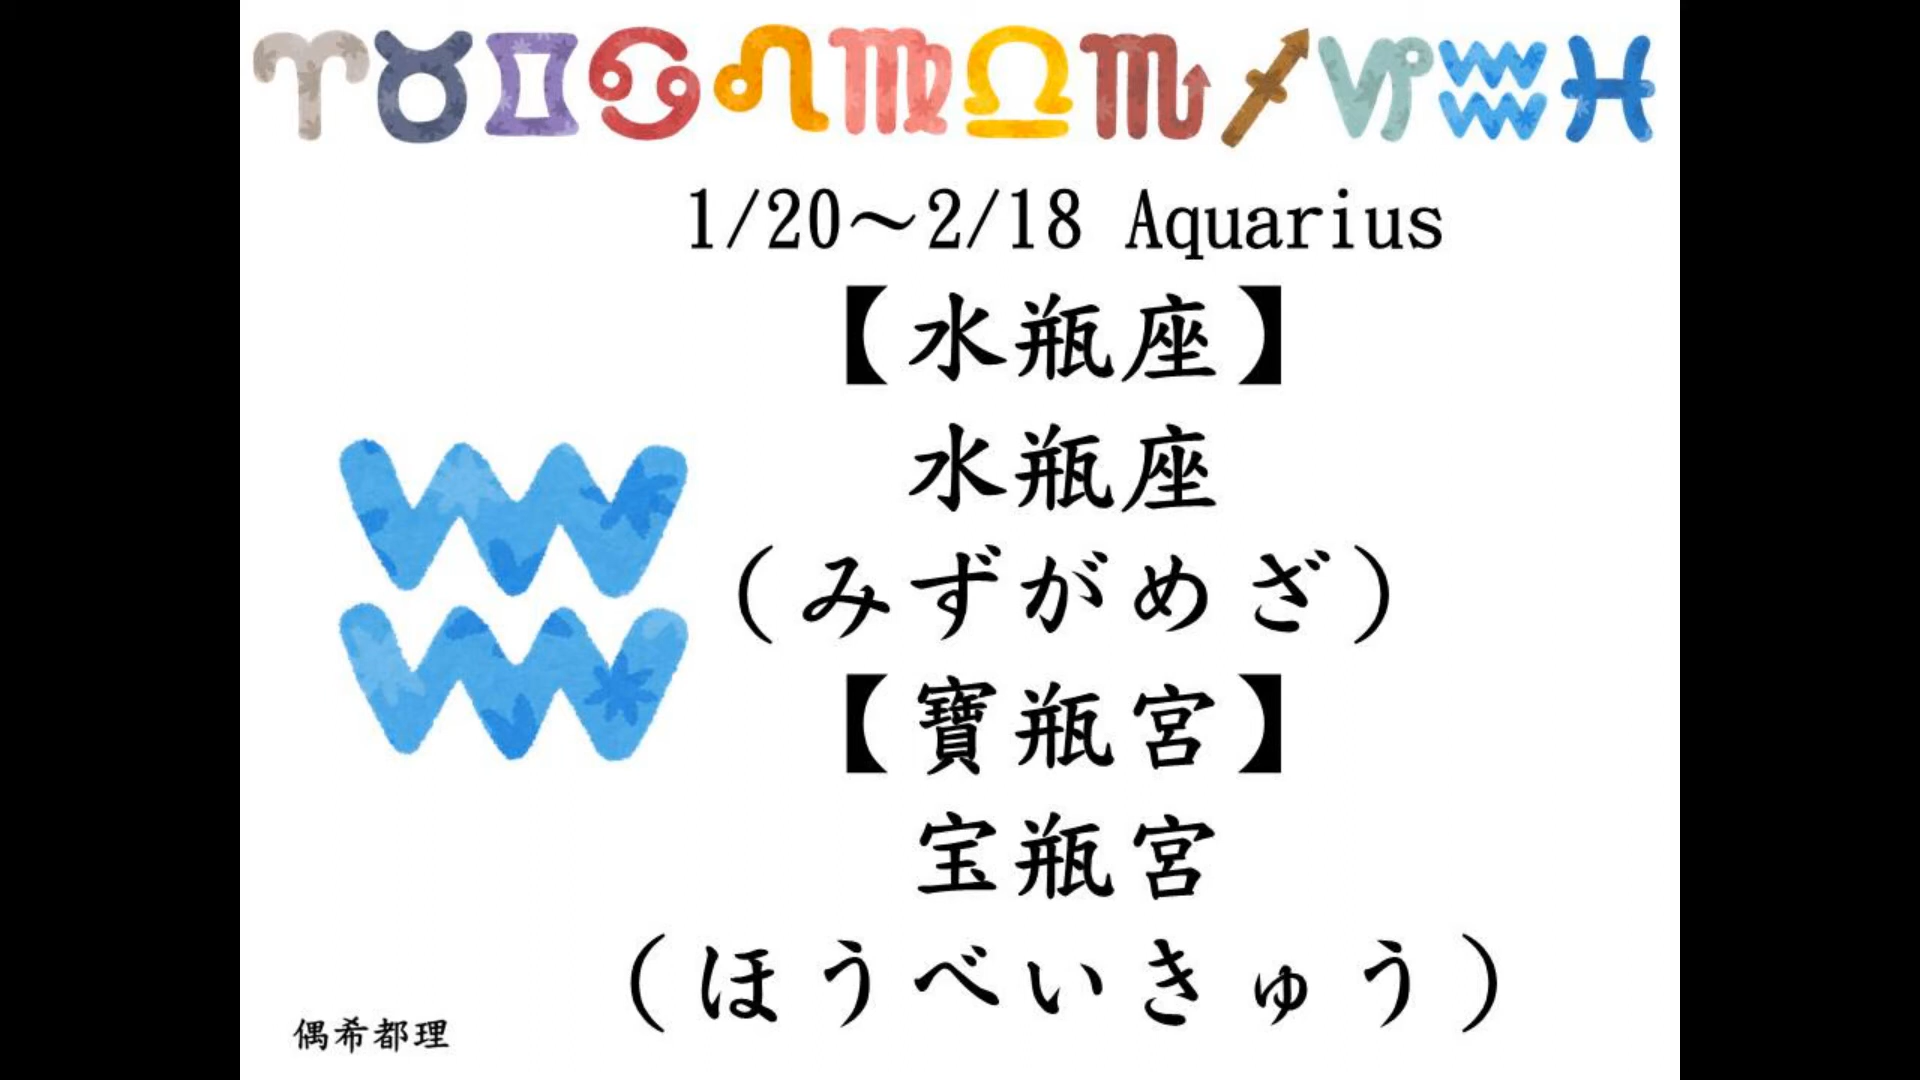 1/20～2/18 Aquarius
【水瓶座】
水瓶座
(みずがめざ)
【寶瓶宮】
宝瓶宮
(ほうべいきゅう)
偶希都理